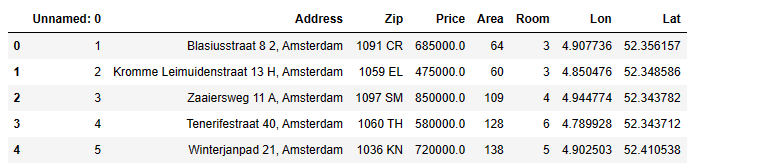 Unnamed: 0 Address Zip Price Area Room Lon Lat
0 1 Blasiusstraat 8 2, Amsterdam 1091 CR 685000.0 64 3 4.907736 52.356157
1 2 Kromme Leimuidenstraat 13 H, Amsterdam 1059 EL 475000.0 60 3 4.850476 52.348586
2 3 Zaaiersweg 11 A, Amsterdam 1097 SM 850000.0 109 4 4.944774 52.343782
3 4 Tenerifestraat 40, Amsterdam 1060 TH 580000.0 128 6 4.789928 52.343712
4 5 Winterjanpad 21, Amsterdam 1036 KN 720000.0 138 5 4.902503 52.410538